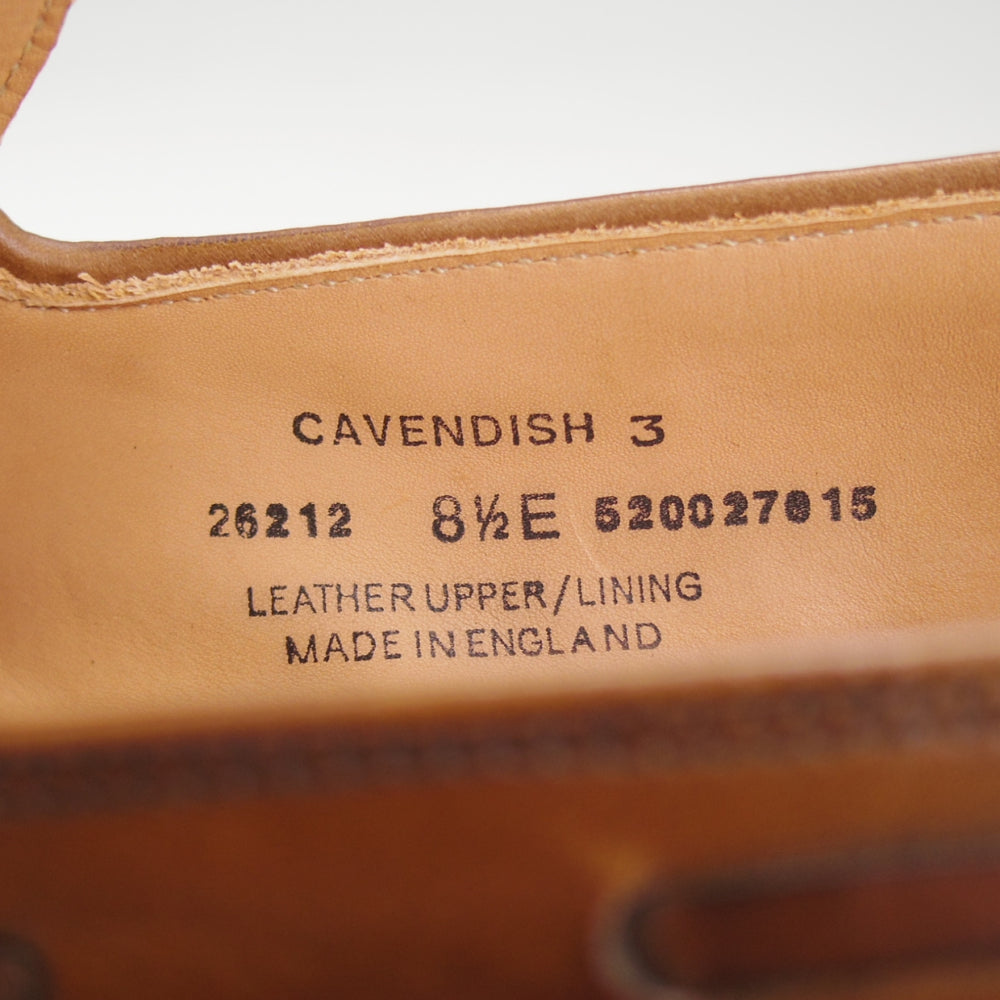 CAVENDISH 3
26212 8½E 520027015
LEATHER UPPER/LINING
MADE IN ENGLAND